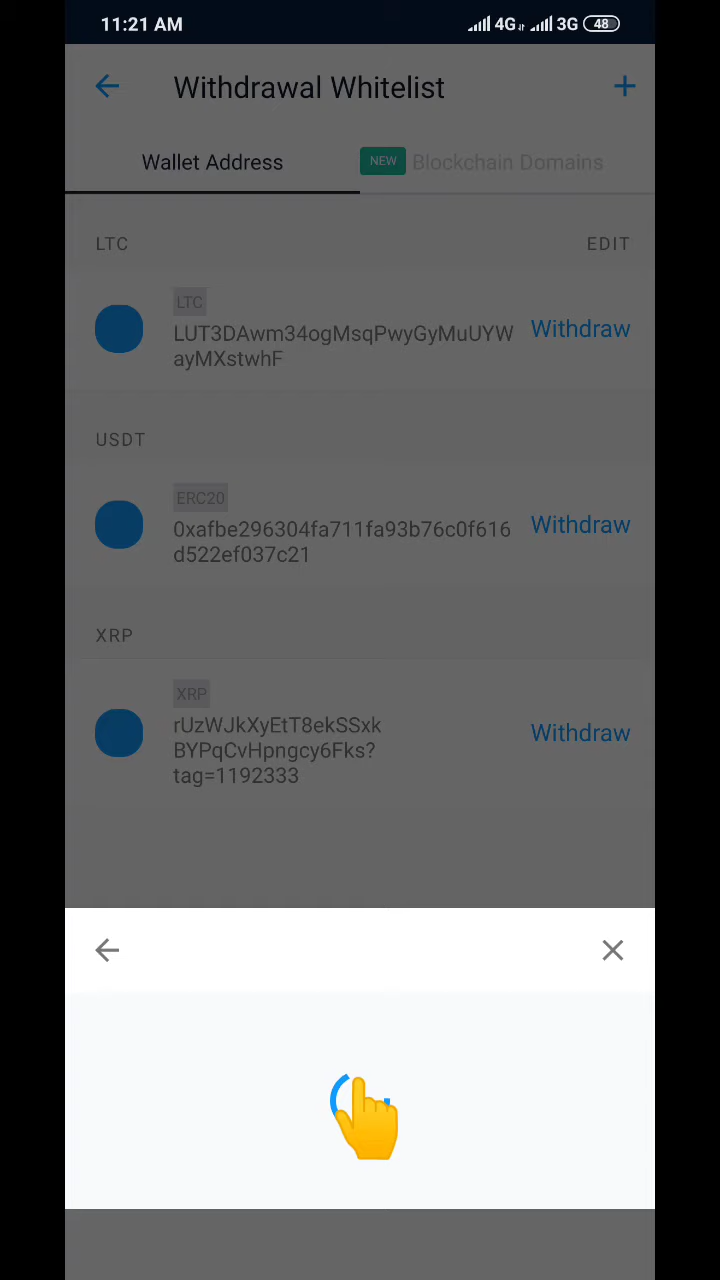 11:21 AM 4G 3G 48
Withdrawal Whitelist
Wallet Address NEW Blockchain Domains
LTC EDIT
LTC
LUT3DAwm34ogMsqPwyGyMuUYW Withdraw
ayMXstwhF
USDT
ERC20
0xafbe296304fa711fa93b76c0f616 Withdraw
d522ef037c21
XRP
XRP
rUzWJkXyEtT8ekSSxk
BYPqCvHpngcy6Fks? Withdraw
tag=1192333